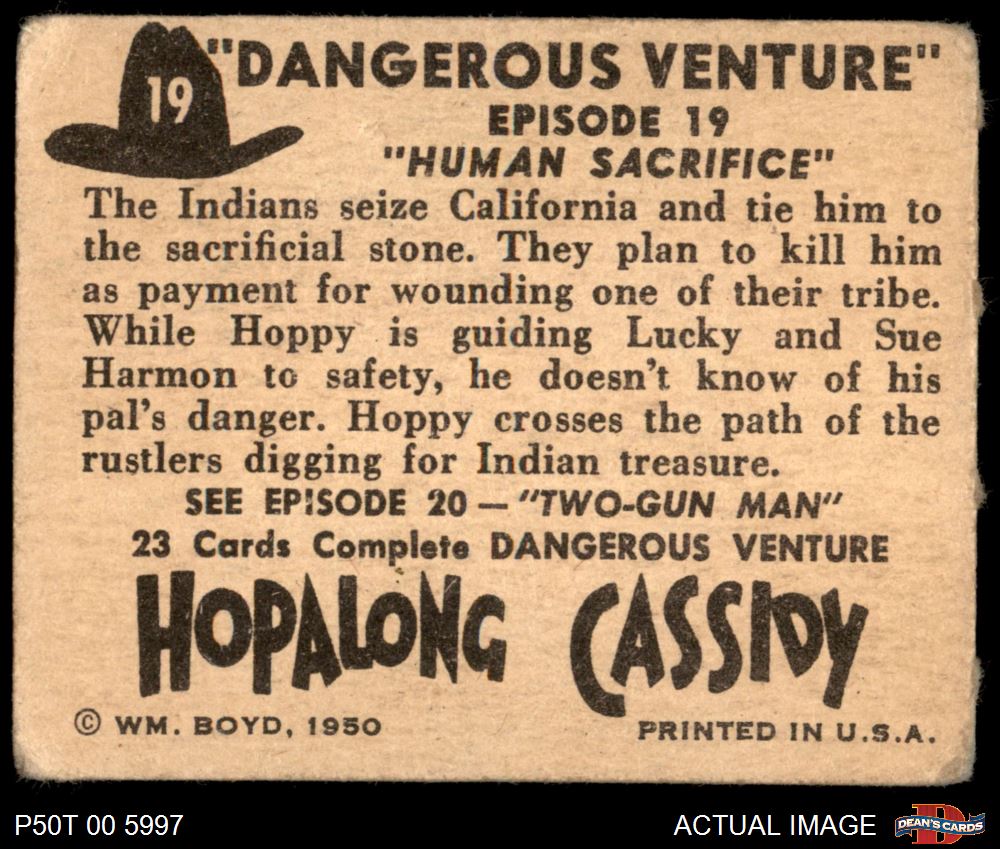 19
"DANGEROUS VENTURE"
EPISODE 19
"HUMAN SACRIFICE"
The Indians seize California and tie him to
the sacrificial stone. They plan to kill him
as payment for wounding one of their tribe.
While Hoppy is guiding Lucky and Sue
Harmon to safety, he doesn't know of his
pal's danger. Hoppy crosses the path of the
rustlers digging for Indian treasure.
SEE EPISODE 20 — "TWO-GUN MAN"
23 Cards Complete DANGEROUS VENTURE
HOPALONG CASSIDY
© WM. BOYD, 1950 PRINTED IN U.S.A.
P50T 00 5997 ACTUAL IMAGE DEAN'S CARDS